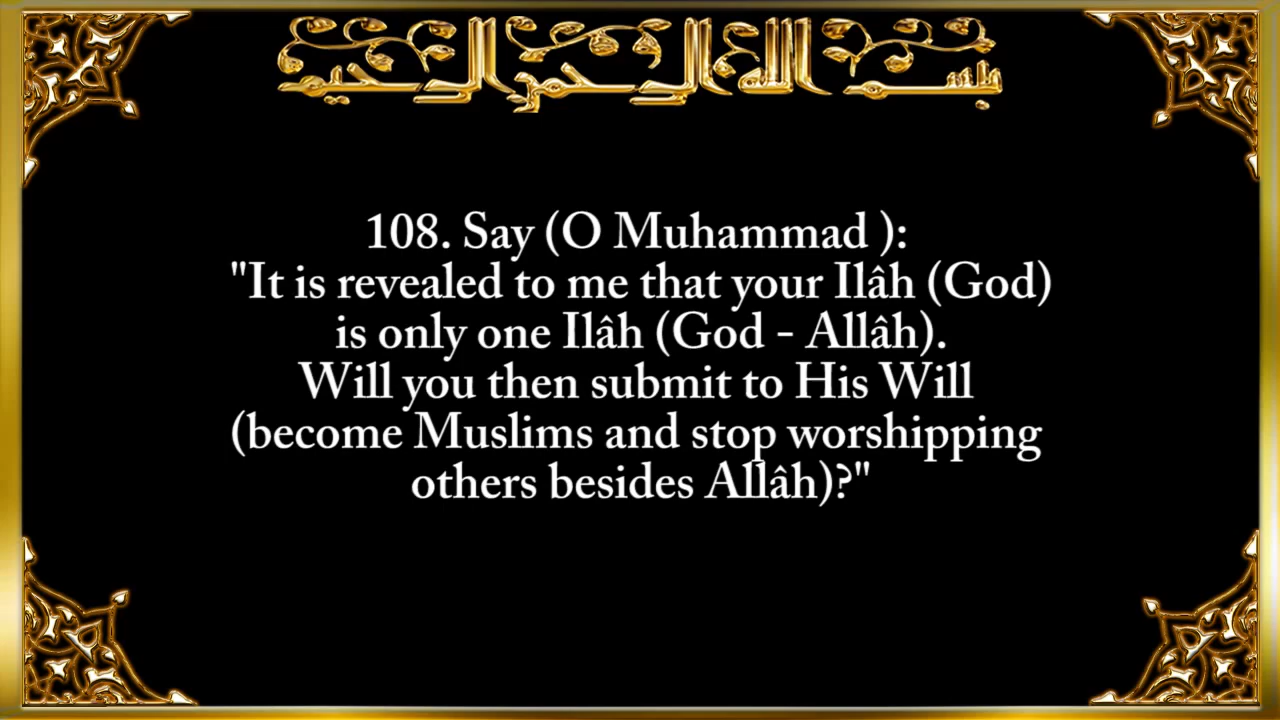 بسم الله الرحمن الرحيم
108. Say (O Muhammad ):
"It is revealed to me that your Ilâh (God)
is only one Ilâh (God - Allâh).
Will you then submit to His Will
(become Muslims and stop worshipping
others besides Allâh)?"